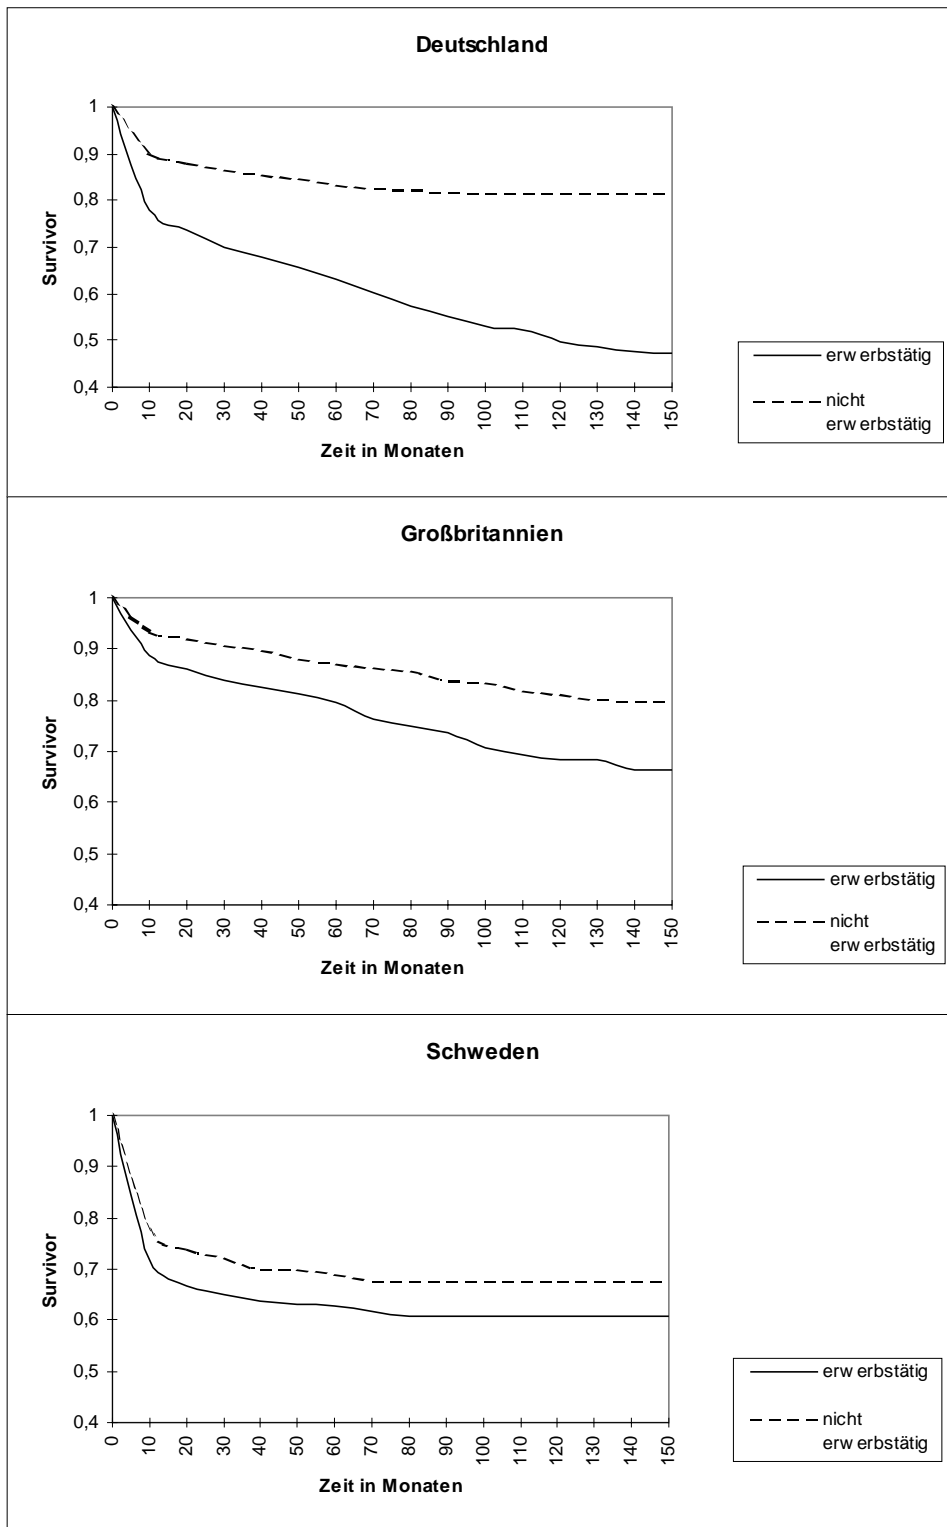 Deutschland
1
0,9
0,8
0,7
0,6
0,5
0,4
Survivor
0 10 20 30 40 50 60 70 80 90 100 110 120 130 140 150
Zeit in Monaten
erw erbstätig
nicht
erw erbstätig
Großbritannien
1
0,9
0,8
0,7
0,6
0,5
0,4
Survivor
0 10 20 30 40 50 60 70 80 90 100 110 120 130 140 150
Zeit in Monaten
erw erbstätig
nicht
erw erbstätig
Schweden
1
0,9
0,8
0,7
0,6
0,5
0,4
Survivor
0 10 20 30 40 50 60 70 80 90 100 110 120 130 140 150
Zeit in Monaten
erw erbstätig
nicht
erw erbstätig